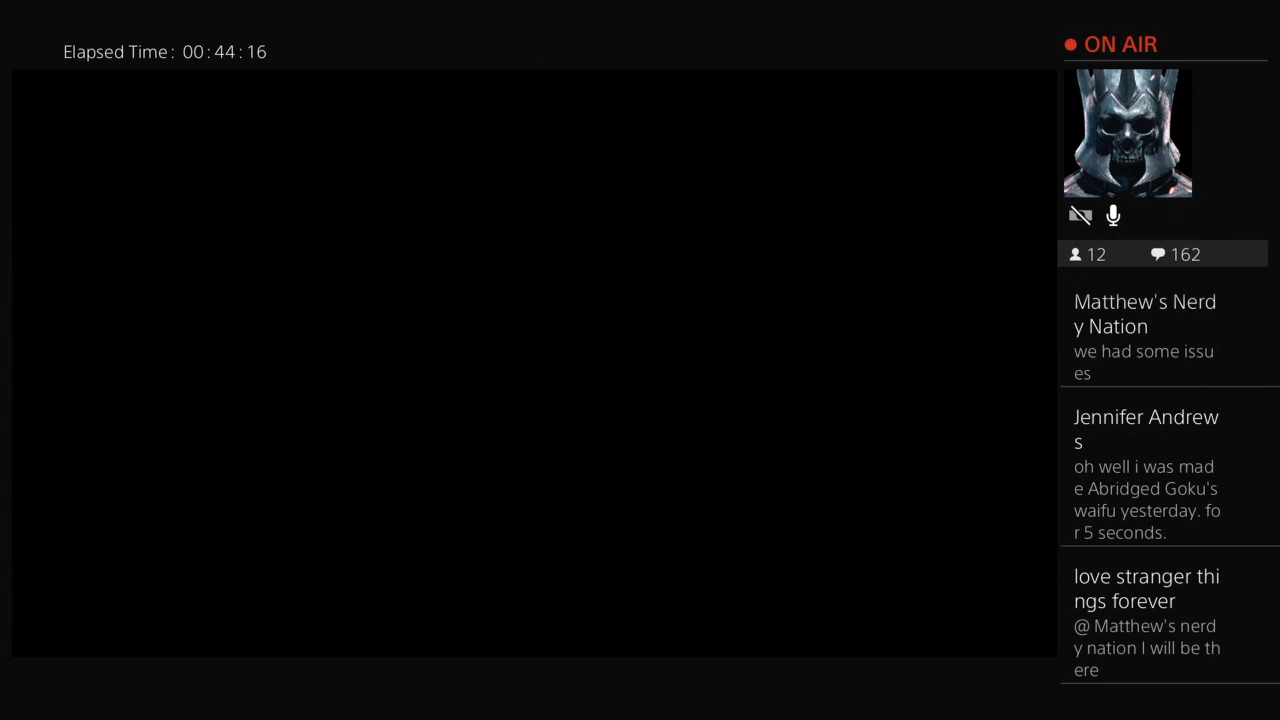 Elapsed Time: 00:44:16
ON AIR
12 162
Matthew's Nerd
y Nation
we had some issu
es
Jennifer Andrew
s
oh well i was mad
e Abridged Goku's
waifu yesterday. fo
r 5 seconds.
love stranger thi
ngs forever
@ Matthew's nerd
y nation I will be th
ere